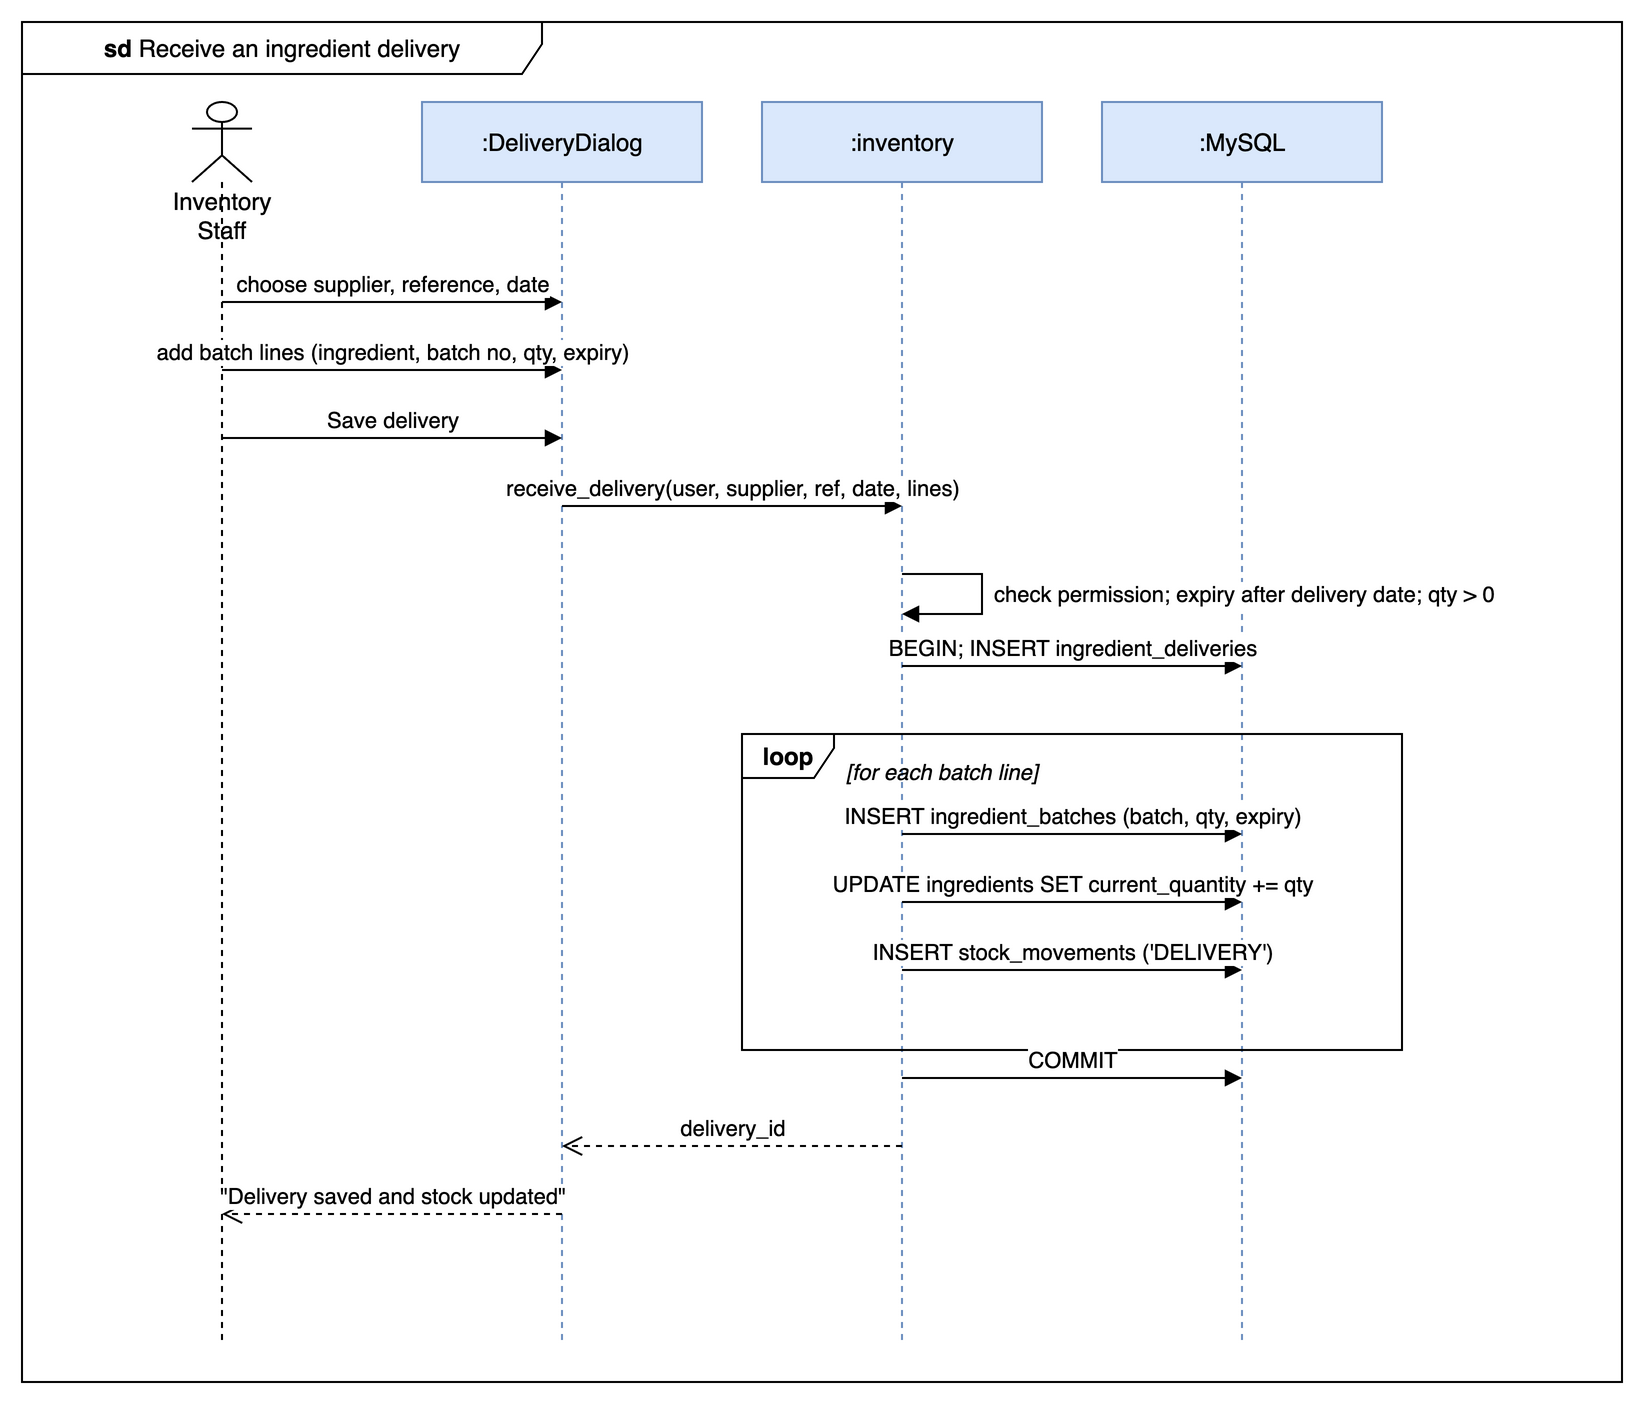 sd Receive an ingredient delivery
:DeliveryDialog
:inventory
:MySQL
Inventory
Staff
choose supplier, reference, date
add batch lines (ingredient, batch no, qty, expiry)
Save delivery
receive_delivery(user, supplier, ref, date, lines)
check permission; expiry after delivery date; qty > 0
BEGIN; INSERT ingredient_deliveries
loop
[for each batch line]
INSERT ingredient_batches (batch, qty, expiry)
UPDATE ingredients SET current_quantity += qty
INSERT stock_movements ('DELIVERY')
COMMIT
delivery_id
"Delivery saved and stock updated"